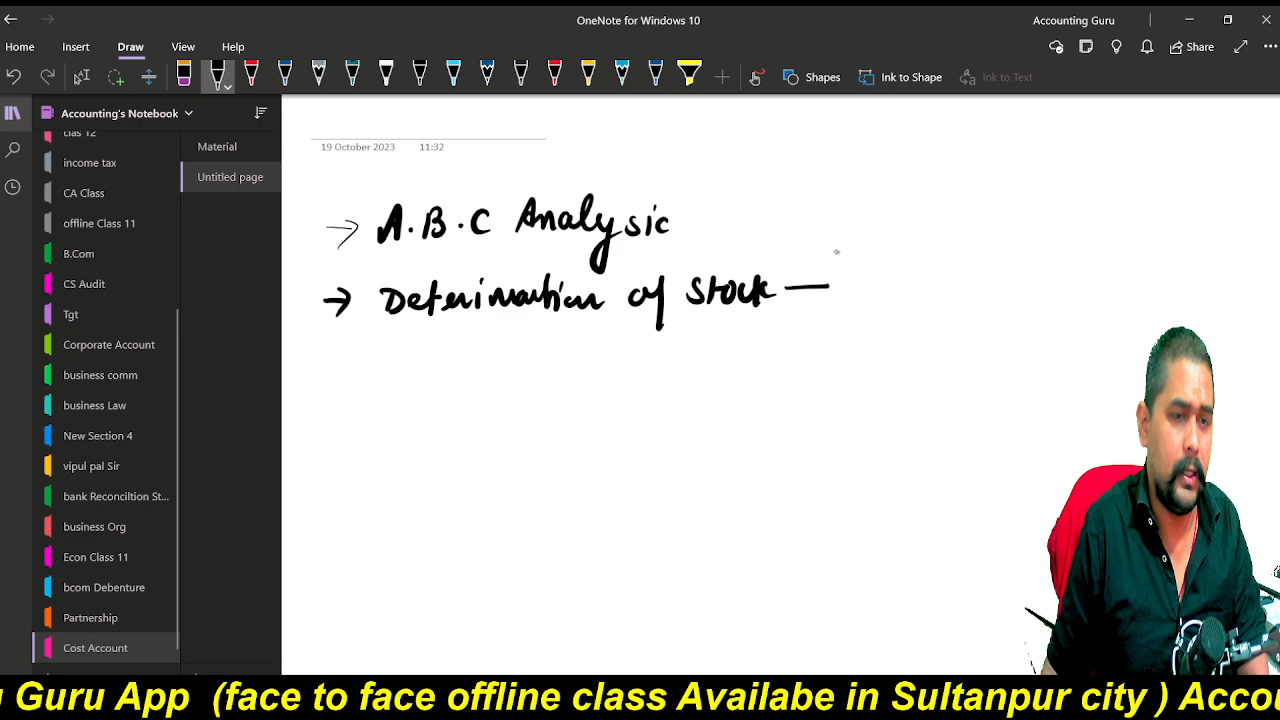 OneNote for Windows 10
Accounting Guru
Home Insert Draw View Help
Share
Shapes Ink to Shape Ink to Text
Accounting's Notebook
clas 12
income tax
CA Class
offline Class 11
B.Com
CS Audit
Tgt
Corporate Account
business comm
business Law
New Section 4
vipul pal Sir
bank Reconciltion St...
business Org
Econ Class 11
bcom Debenture
Partnership
Cost Account
Material
Untitled page
19 October 2023 11:32
→ A.B.C Analysic
→ Deterimation of Stock —
Guru App (face to face offline class Availabe in Sultanpur city ) Acco